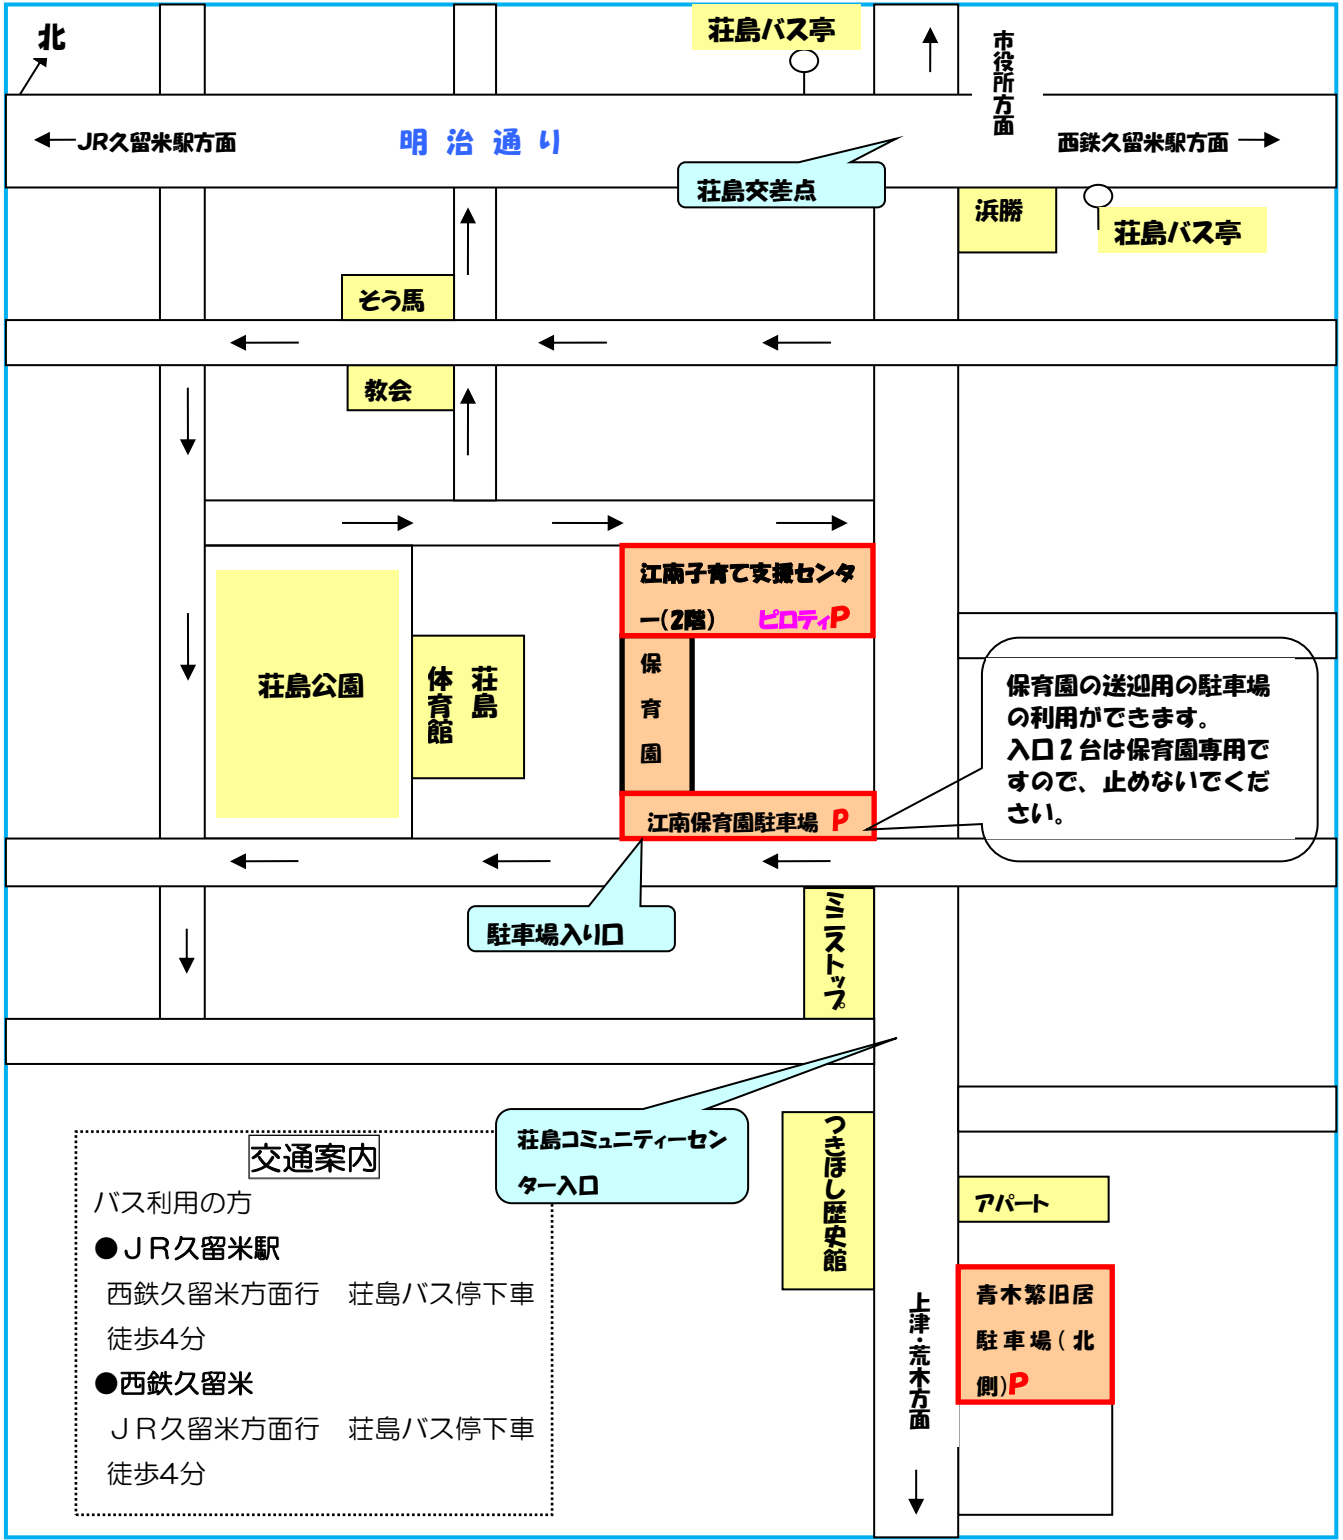 北
荘島バス亭
市役所方面
JR久留米駅方面
明治通り
西鉄久留米駅方面
荘島交差点
浜勝
荘島バス亭
そう馬
教会
江南子育て支援センタ
ー(2階) ピロティP
荘島公園
荘島
体育館
保育園
保育園の送迎用の駐車場
の利用ができます。
入口2台は保育園専用で
すので、止めないでくだ
さい。
江南保育園駐車場 P
駐車場入り口
ミニストップ
荘島コミュニティーセン
ター入口
つきほし歴史館
アパート
青木繁旧居
駐車場(北
側)P
上津・荒木方面
交通案内
バス利用の方
●JR久留米駅
西鉄久留米方面行 荘島バス停下車
徒歩4分
●西鉄久留米
JR久留米方面行 荘島バス停下車
徒歩4分